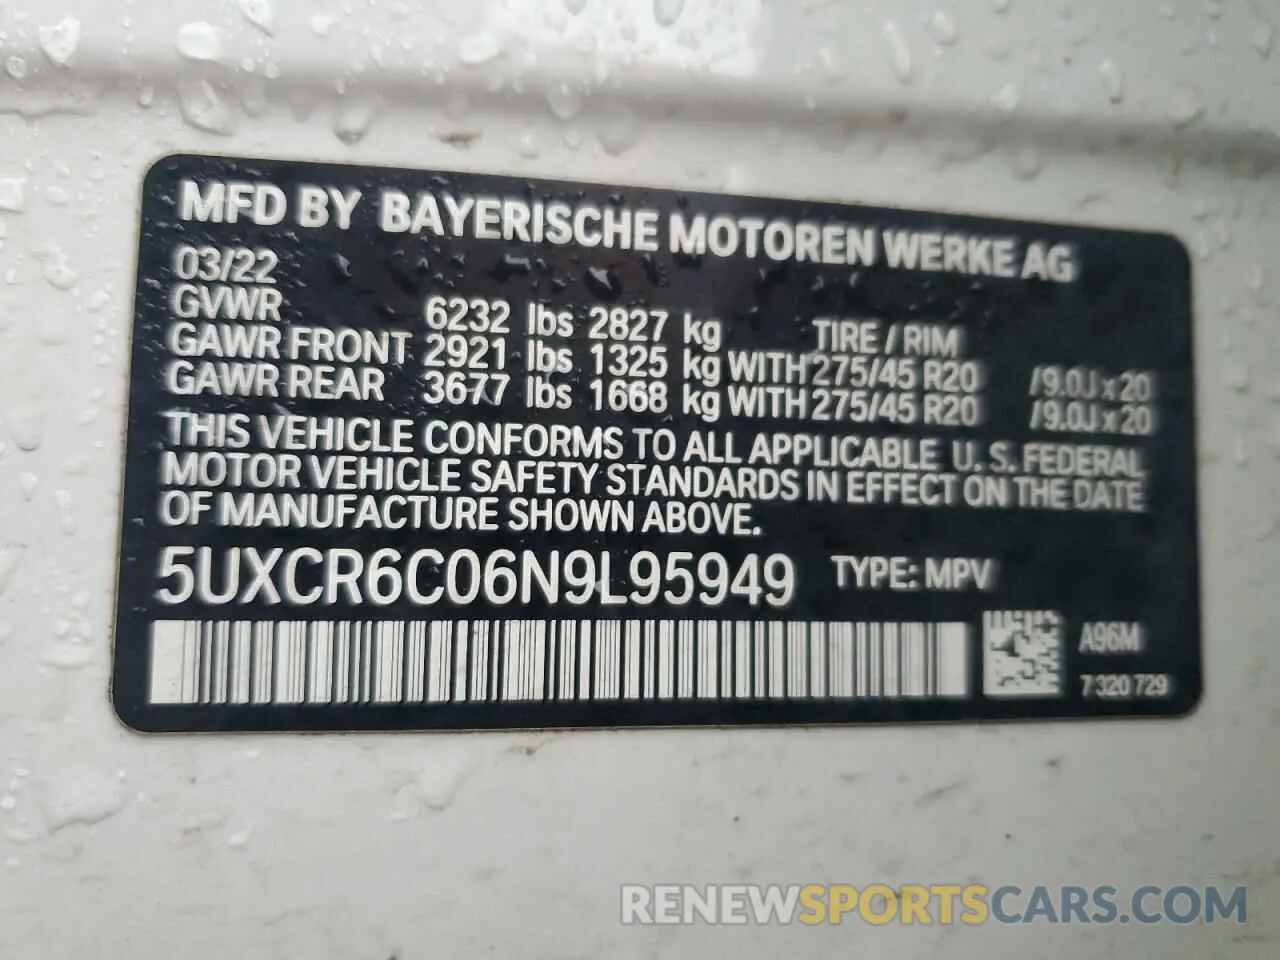 MFD BY BAYERISCHE MOTOREN WERKE AG
03/22
GVWR 6232 lbs 2827 kg TIRE / RIM
GAWR FRONT 2921 lbs 1325 kg WITH 275/45 R20 /9.0J x 20
GAWR REAR 3677 lbs 1668 kg WITH 275/45 R20 /9.0J x 20
THIS VEHICLE CONFORMS TO ALL APPLICABLE U. S. FEDERAL
MOTOR VEHICLE SAFETY STANDARDS IN EFFECT ON THE DATE
OF MANUFACTURE SHOWN ABOVE.
5UXCR6C06N9L95949 TYPE: MPV
A96M
7 320 729
RENEWSPORTSCARS.COM